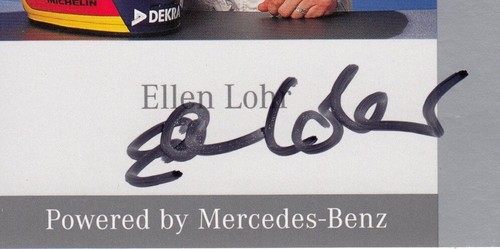 MICHELIN
DEKRA
Ellen Lohr
Powered by Mercedes-Benz